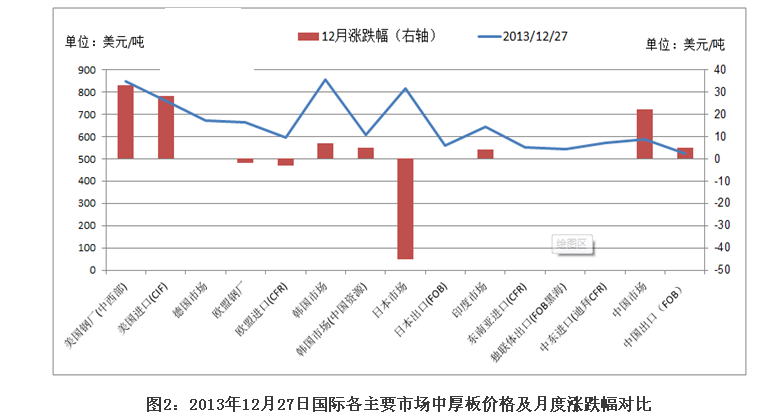 12月涨跌幅（右轴）
2013/12/27
单位：美元/吨
单位：美元/吨
900
800
700
600
500
400
300
200
100
0
40
30
20
10
0
-10
-20
-30
-40
-50
绘图区
美国钢厂(中西部)
美国进口(CIF)
德国市场
欧盟钢厂
欧盟进口(CFR)
韩国市场
韩国市场(中国资源)
日本市场
日本出口(FOB)
印度市场
东南亚进口(CFR)
独联体出口(FOB黑海)
中东进口(迪拜CFR)
中国市场
中国出口（FOB）
图2：2013年12月27日国际各主要市场中厚板价格及月度涨跌幅对比